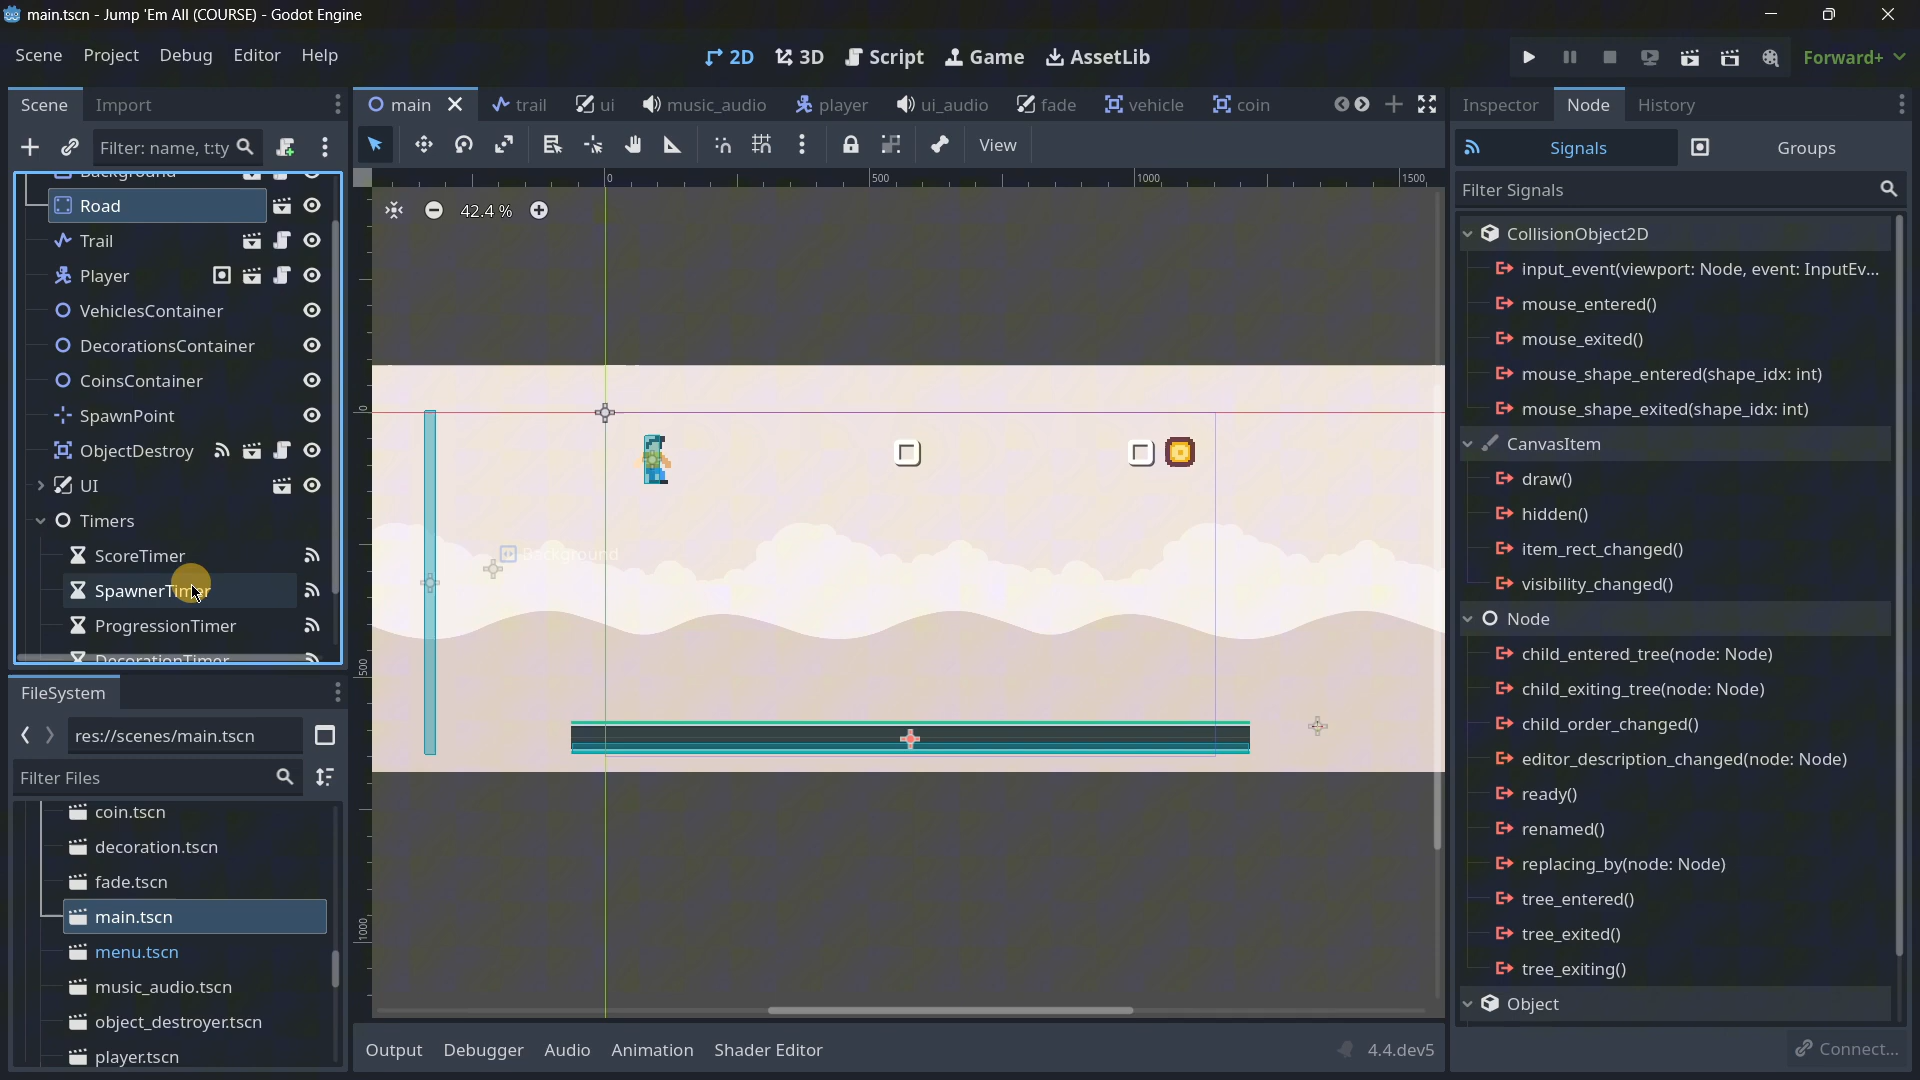 main.tscn - Jump 'Em All (COURSE) - Godot Engine
Scene Project Debug Editor Help
2D 3D Script Game AssetLib
Forward+
Scene Import
main trail ui music_audio player ui_audio fade vehicle coin
Inspector Node History
Filter: name, t:ty
View
Signals Groups
Filter Signals
0 500 1000 1500
42.4 %
Background
Road
Trail
Player
VehiclesContainer
DecorationsContainer
CoinsContainer
SpawnPoint
ObjectDestroy
UI
Timers
ScoreTimer
SpawnerTimer
ProgressionTimer
DecorationTimer
0
500
1000
Background
CollisionObject2D
input_event(viewport: Node, event: InputEv...
mouse_entered()
mouse_exited()
mouse_shape_entered(shape_idx: int)
mouse_shape_exited(shape_idx: int)
CanvasItem
draw()
hidden()
item_rect_changed()
visibility_changed()
Node
child_entered_tree(node: Node)
child_exiting_tree(node: Node)
child_order_changed()
editor_description_changed(node: Node)
ready()
renamed()
replacing_by(node: Node)
tree_entered()
tree_exited()
tree_exiting()
Object
Connect...
FileSystem
res://scenes/main.tscn
Filter Files
coin.tscn
decoration.tscn
fade.tscn
main.tscn
menu.tscn
music_audio.tscn
object_destroyer.tscn
player.tscn
Output Debugger Audio Animation Shader Editor
4.4.dev5